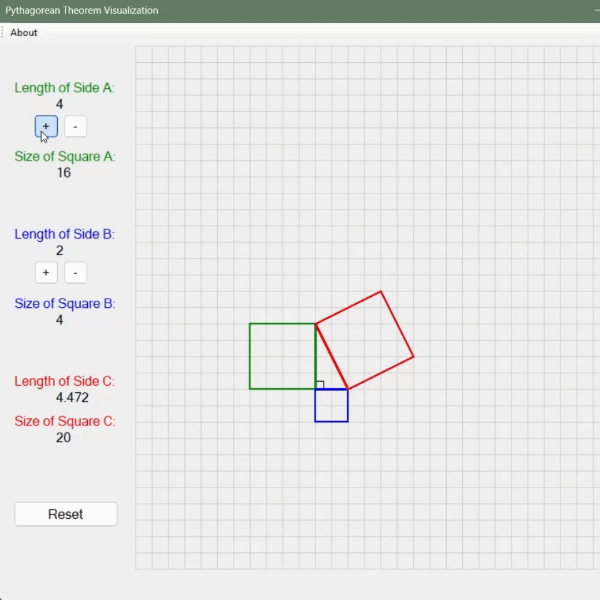 Pythagorean Theorem Visualization
About
Length of Side A:
4
+ -
Size of Square A:
16
Length of Side B:
2
+ -
Size of Square B:
4
Length of Side C:
4.472
Size of Square C:
20
Reset